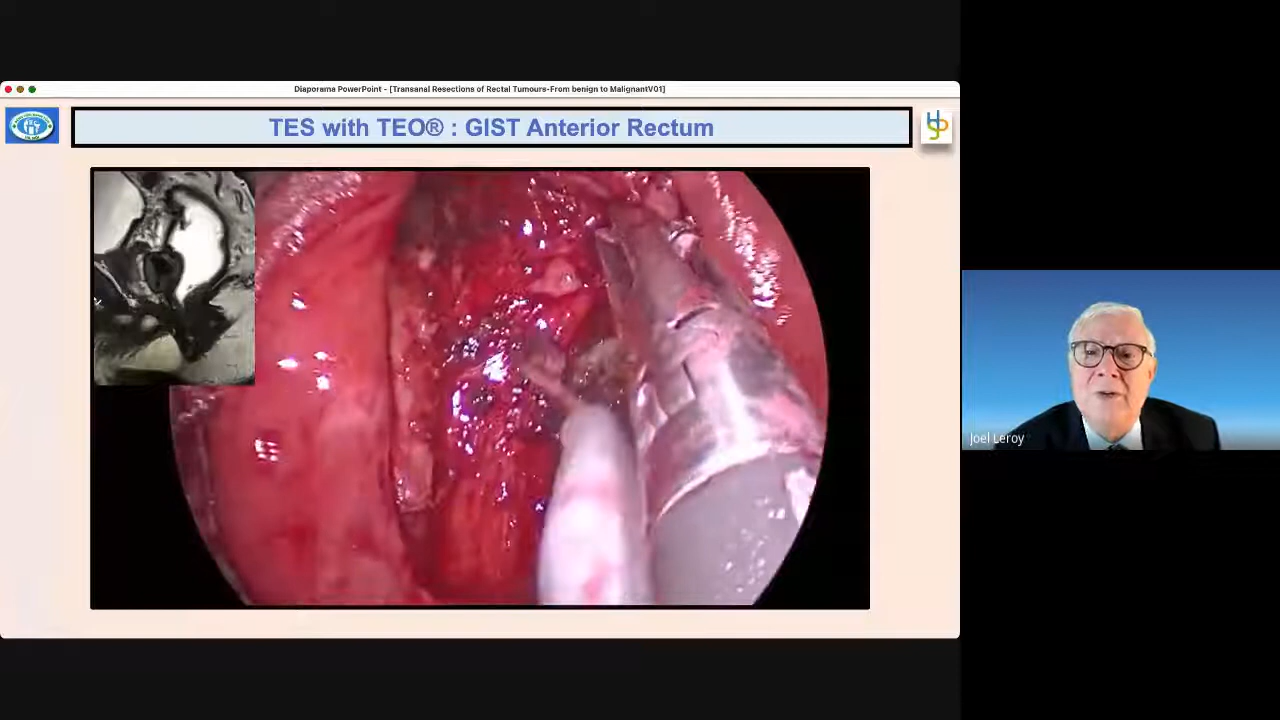 Diaporama PowerPoint - [Transanal Resections of Rectal Tumours-From benign to MalignantV01]
TES with TEO® : GIST Anterior Rectum
Joel Leroy